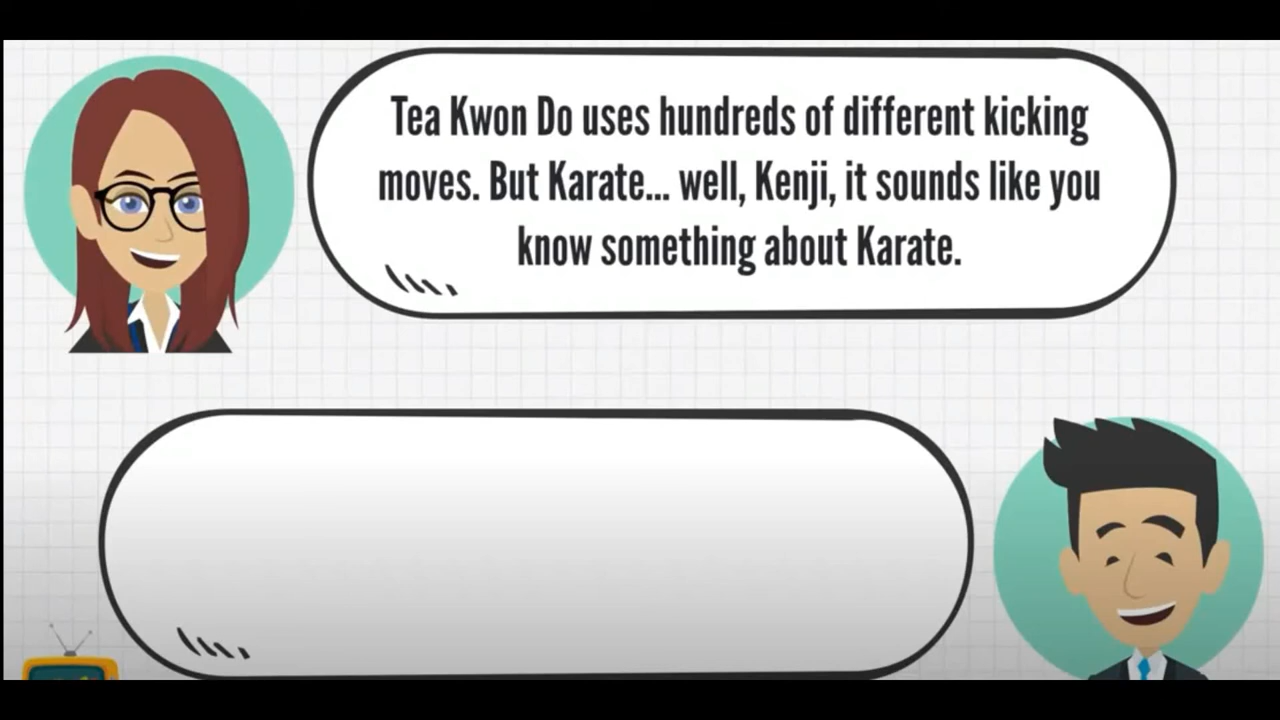 Tea Kwon Do uses hundreds of different kicking
moves. But Karate... well, Kenji, it sounds like you
know something about Karate.